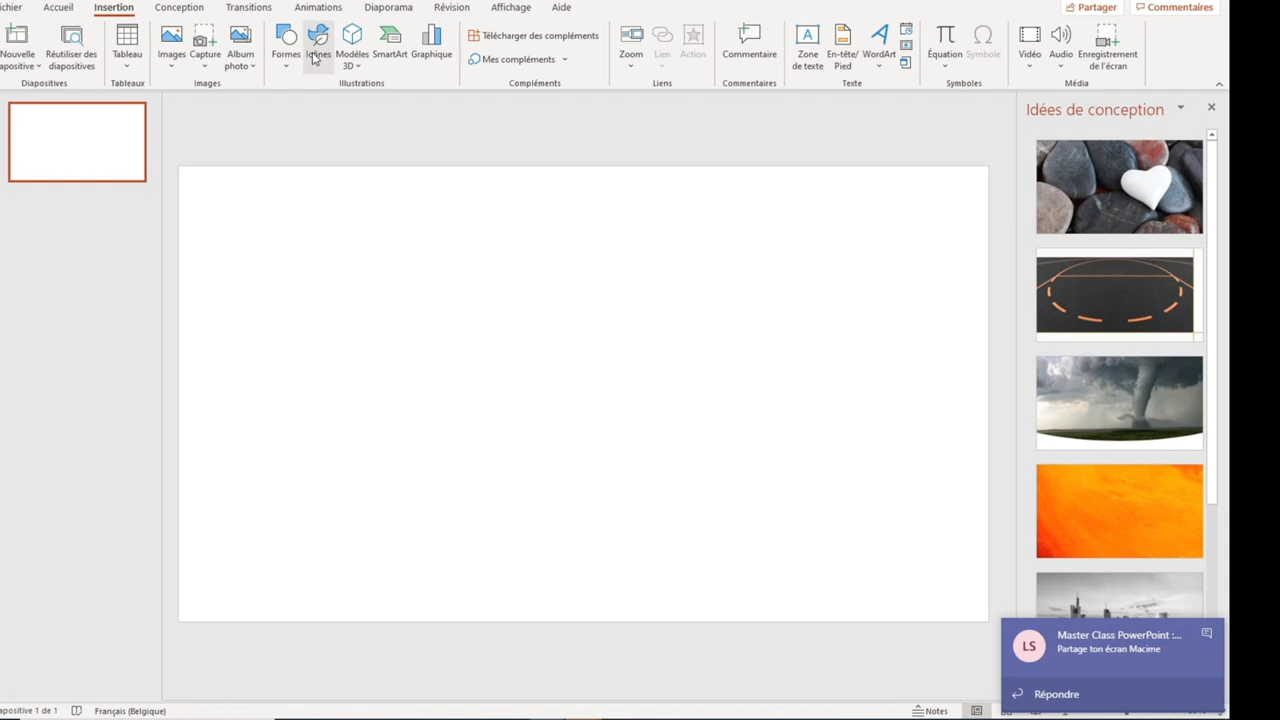 ichier Accueil Insertion Conception Transitions Animations Diaporama Révision Affichage Aide Partager Commentaires
Nouvelle apositive Réutiliser des diapositives Tableau Images Capture Album photo Formes Icônes Modèles 3D SmartArt Graphique
Télécharger des compléments
Mes compléments
Zoom Lien Action Commentaire Zone de texte En-tête/ Pied WordArt Équation Symbole Vidéo Audio Enregistrement de l'écran
Diapositives Tableaux Images Illustrations Compléments Liens Commentaires Texte Symboles Média
Idées de conception
LS
Master Class PowerPoint :...
Partage ton écran Macime
Répondre
apositive 1 de 1 Français (Belgique) Notes